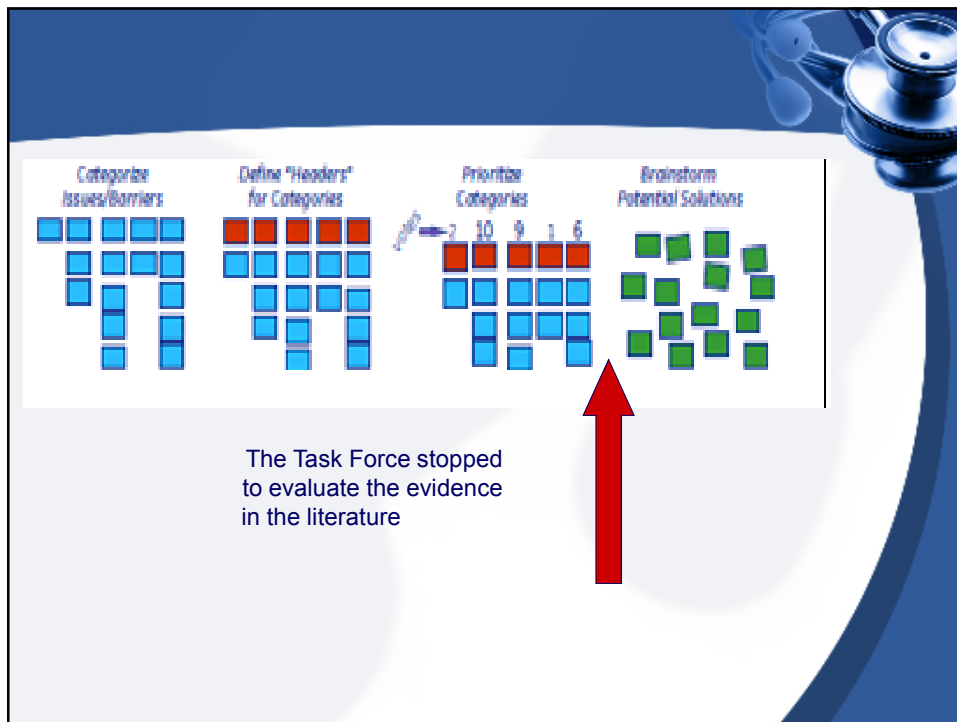 Categorize
Issues/Barriers
Define "Headers"
for Categories
Prioritize
Categories
2 10 9 1 6
Brainstorm
Potential Solutions
The Task Force stopped
to evaluate the evidence
in the literature